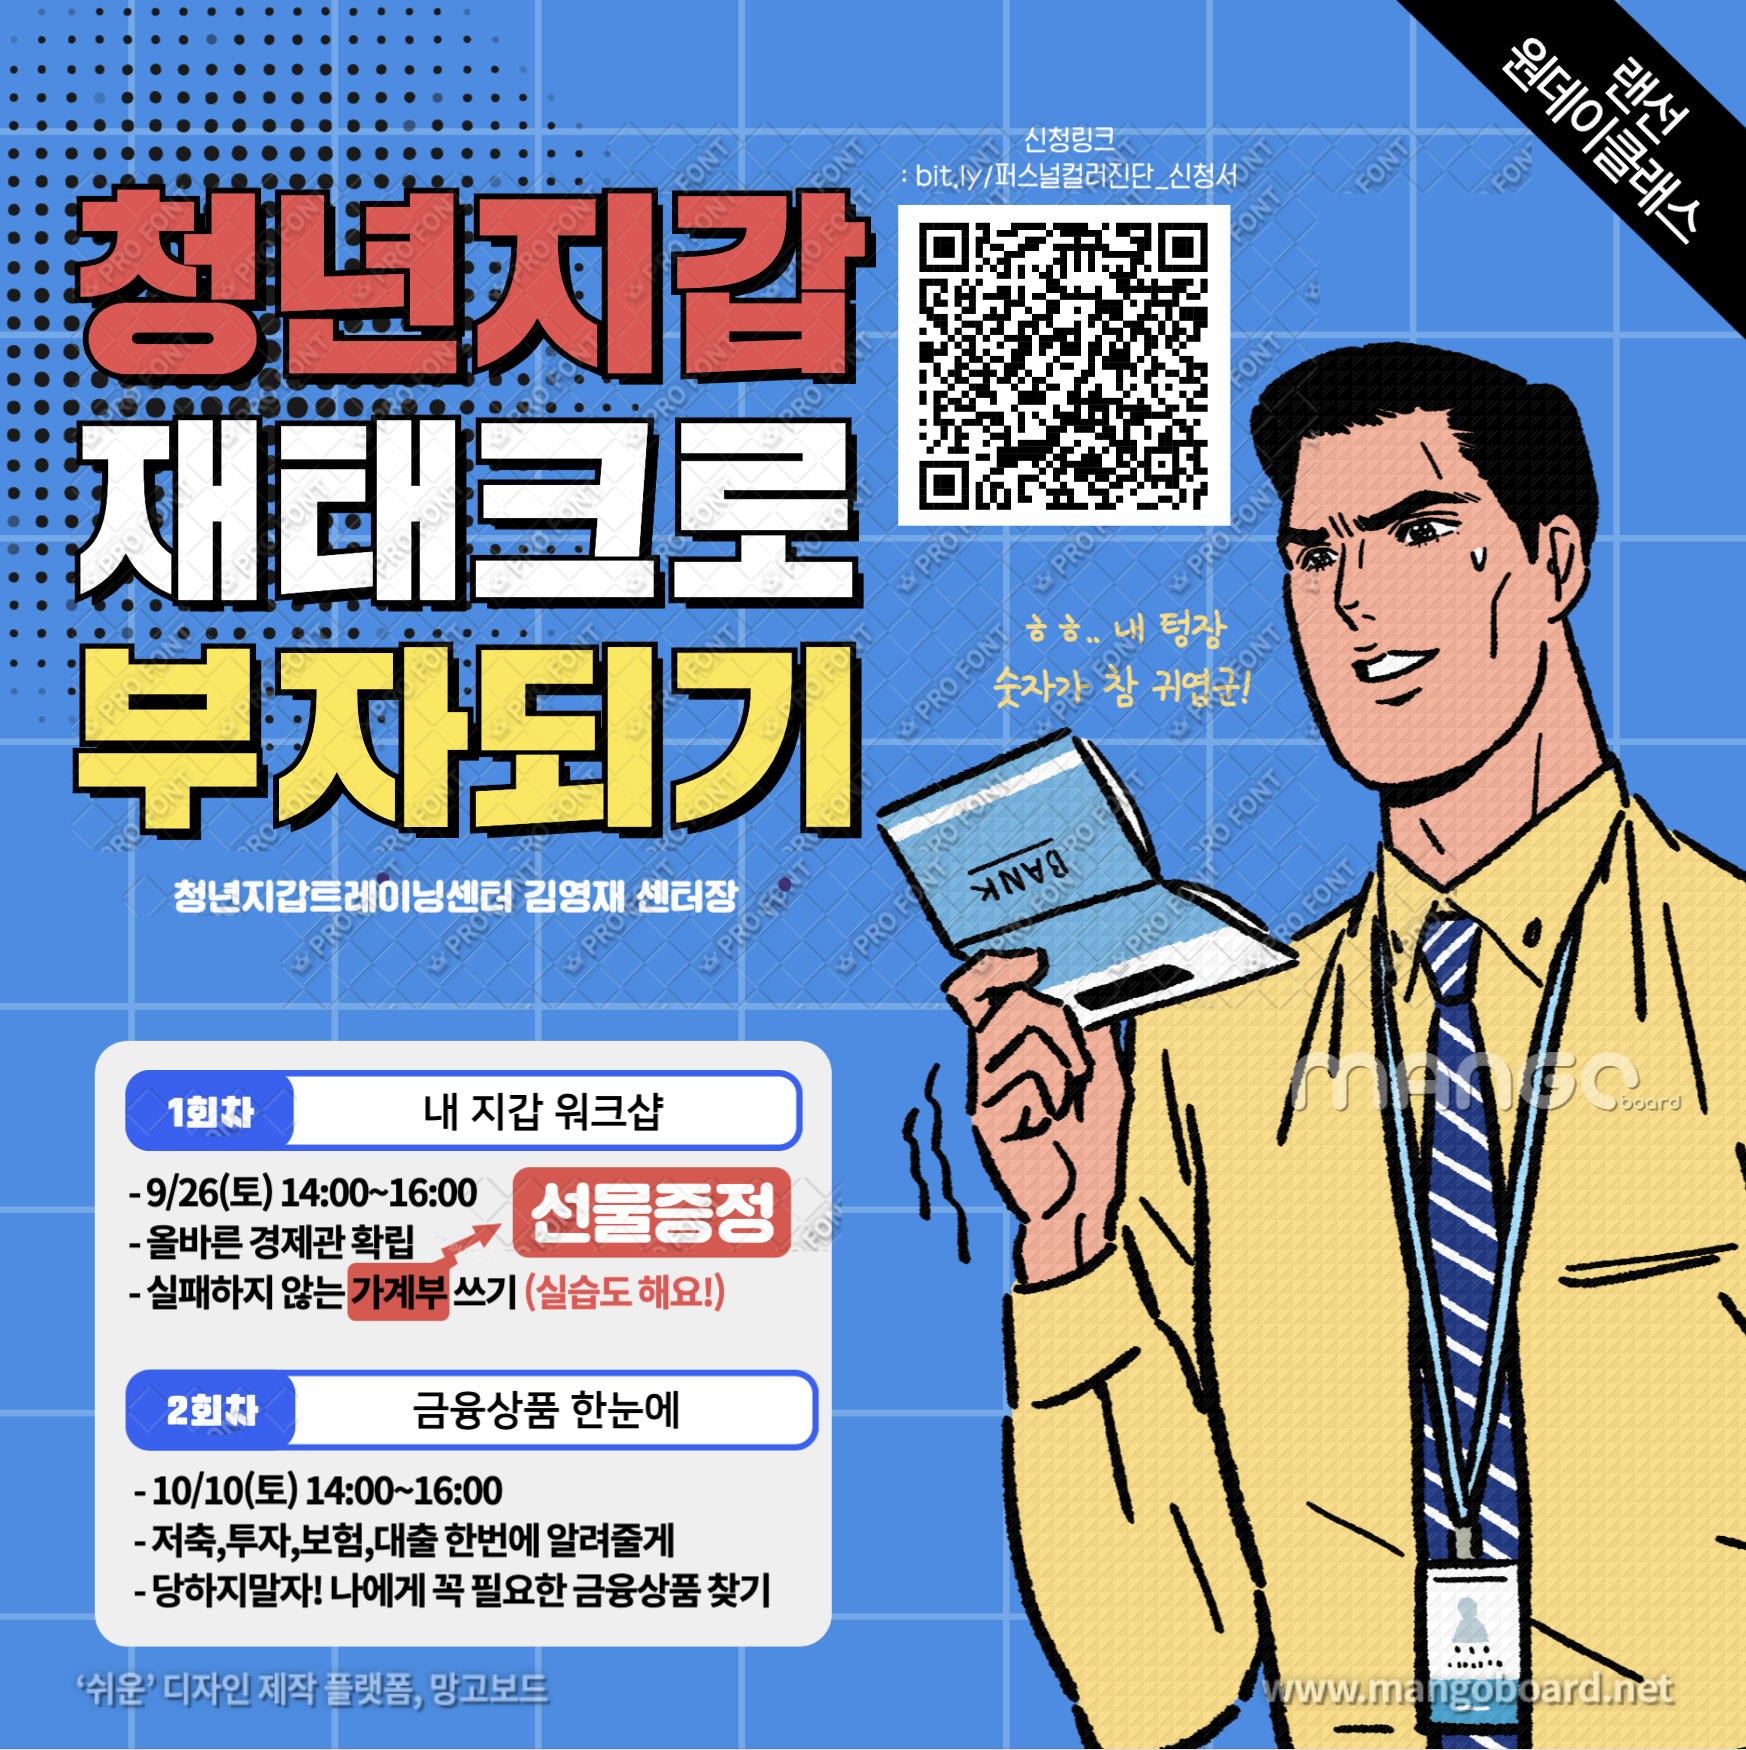 랜선
원데이클래스
신청링크
: bit.ly/퍼스널컬러진단_신청서
청년지갑
재태크로
부자되기
ㅎㅎ.. 내 텅장
숫자가 참 귀엽군!
BANK
청년지갑트레이닝센터 김영재 센터장
1회차
내 지갑 워크샵
- 9/26(토) 14:00~16:00
선물증정
- 올바른 경제관 확립
- 실패하지 않는 가계부 쓰기 (실습도 해요!)
2회차
금융상품 한눈에
- 10/10(토) 14:00~16:00
- 저축,투자,보험,대출 한번에 알려줄게
- 당하지말자! 나에게 꼭 필요한 금융상품 찾기
mango board
PRO FONT
'쉬운' 디자인 제작 플랫폼, 망고보드
www.mangoboard.net